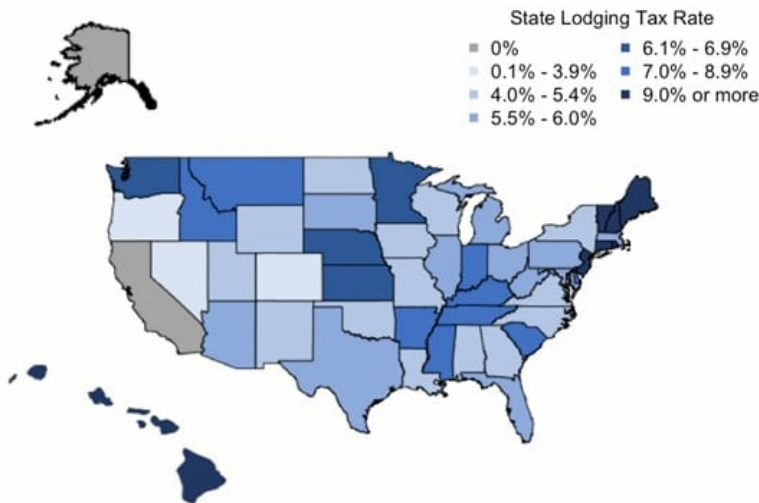 State Lodging Tax Rate
0%
0.1% - 3.9%
4.0% - 5.4%
5.5% - 6.0%
6.1% - 6.9%
7.0% - 8.9%
9.0% or more